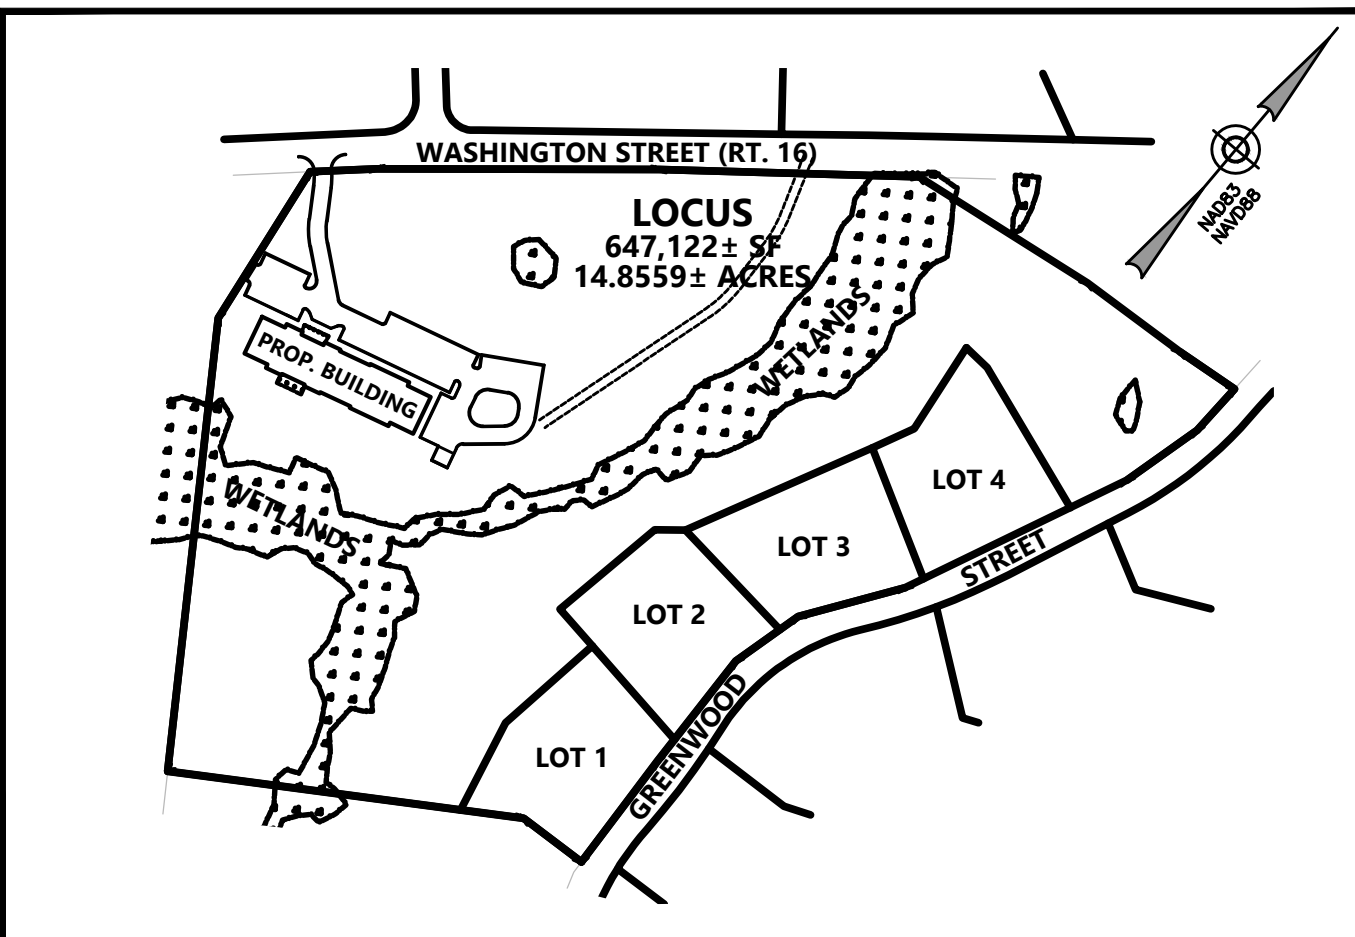 WASHINGTON STREET (RT. 16)
LOCUS
647,122± SF
14.8559± ACRES
NAD83
NAVD88
WETLANDS
PROP. BUILDING
WETLANDS
LOT 4
LOT 3
STREET
LOT 2
GREENWOOD
LOT 1